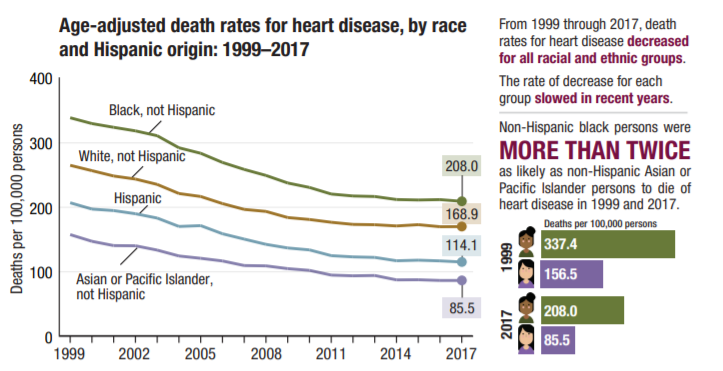 Age-adjusted death rates for heart disease, by race
and Hispanic origin: 1999–2017
Deaths per 100,000 persons
400
300
200
100
0
Black, not Hispanic
White, not Hispanic
Hispanic
Asian or Pacific Islander,
not Hispanic
208.0
168.9
114.1
85.5
1999
2002
2005
2008
2011
2014
2017
From 1999 through 2017, death
rates for heart disease decreased
for all racial and ethnic groups.
The rate of decrease for each
group slowed in recent years.
Non-Hispanic black persons were
MORE THAN TWICE
as likely as non-Hispanic Asian or
Pacific Islander persons to die of
heart disease in 1999 and 2017.
Deaths per 100,000 persons
1999
337.4
156.5
2017
208.0
85.5